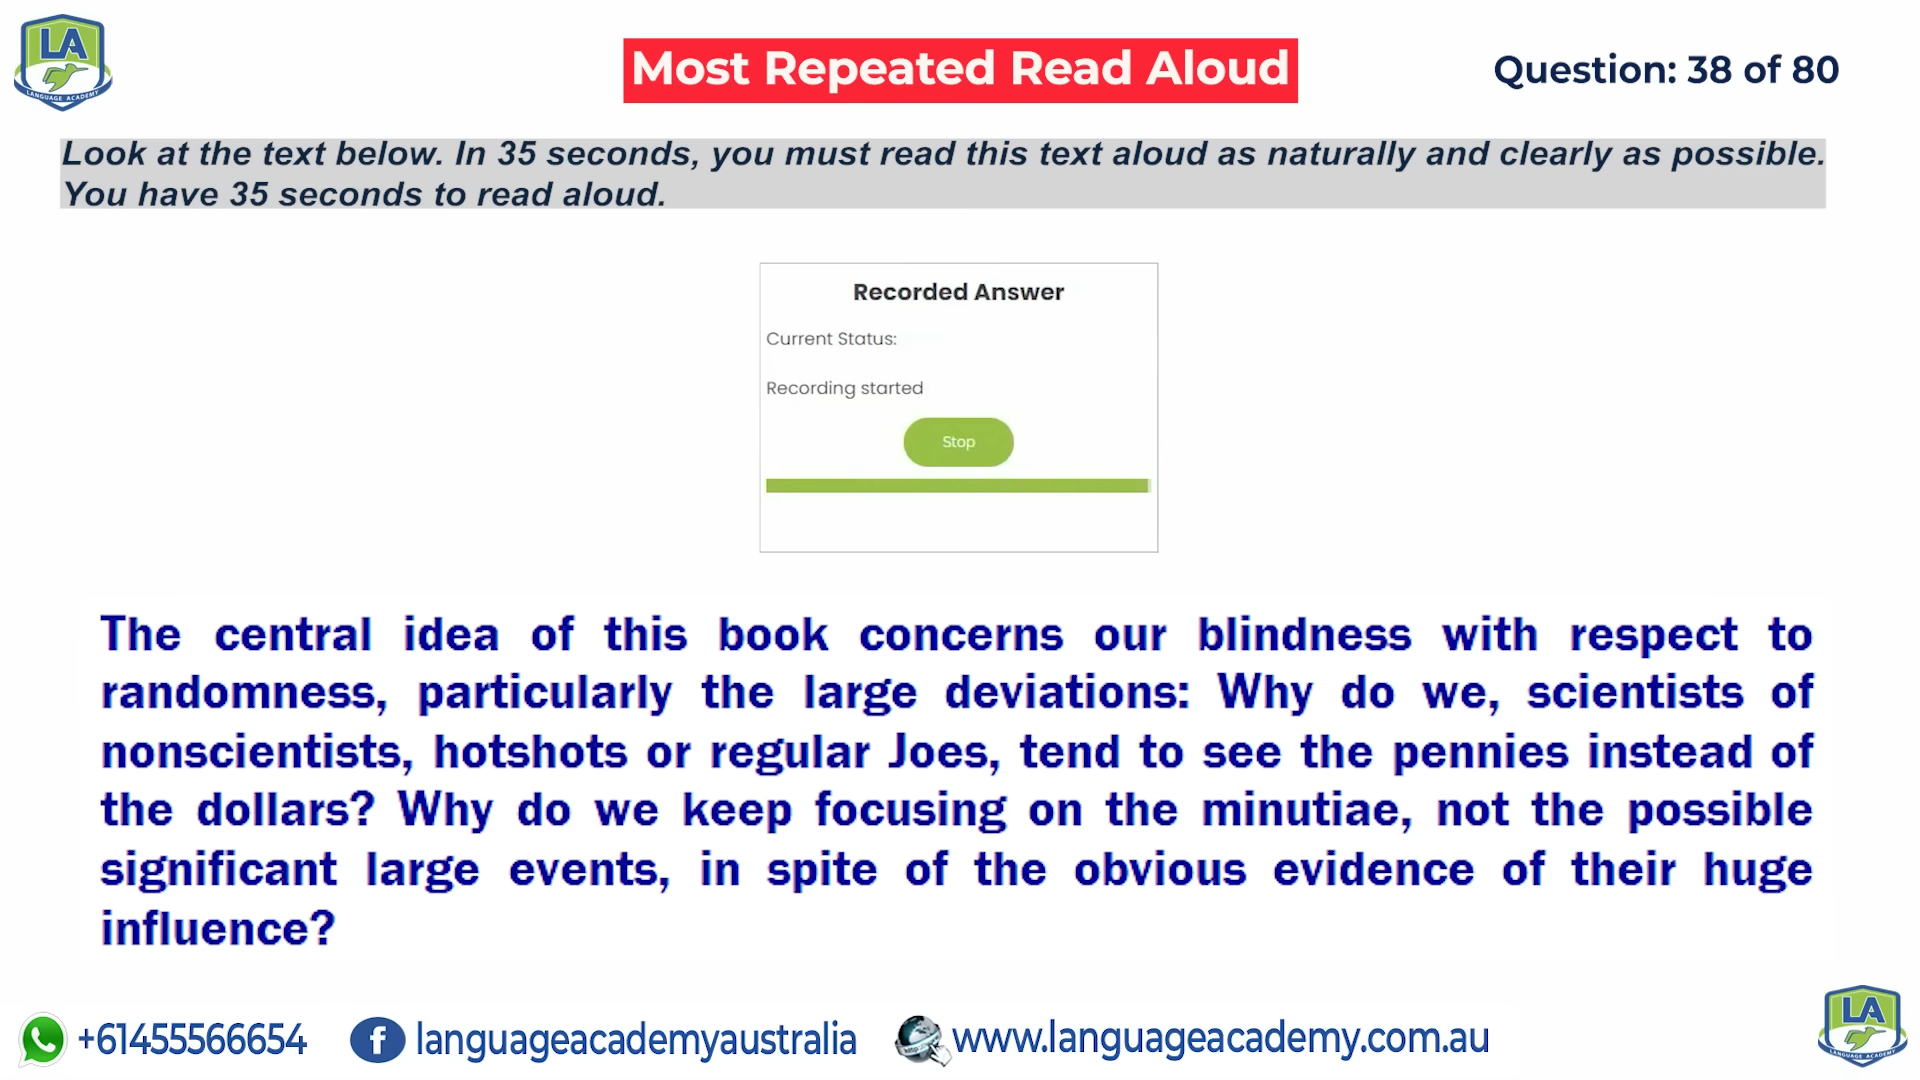 LA
LANGUAGE ACADEMY
Most Repeated Read Aloud
Question: 38 of 80
Look at the text below. In 35 seconds, you must read this text aloud as naturally and clearly as possible.
You have 35 seconds to read aloud.
Recorded Answer
Current Status:
Recording started
Stop
The central idea of this book concerns our blindness with respect to
randomness, particularly the large deviations: Why do we, scientists of
nonscientists, hotshots or regular Joes, tend to see the pennies instead of
the dollars? Why do we keep focusing on the minutiae, not the possible
significant large events, in spite of the obvious evidence of their huge
influence?
+61455566654
f languageacademyaustralia
http
www.languageacademy.com.au
LA
LANGUAGE ACADEMY